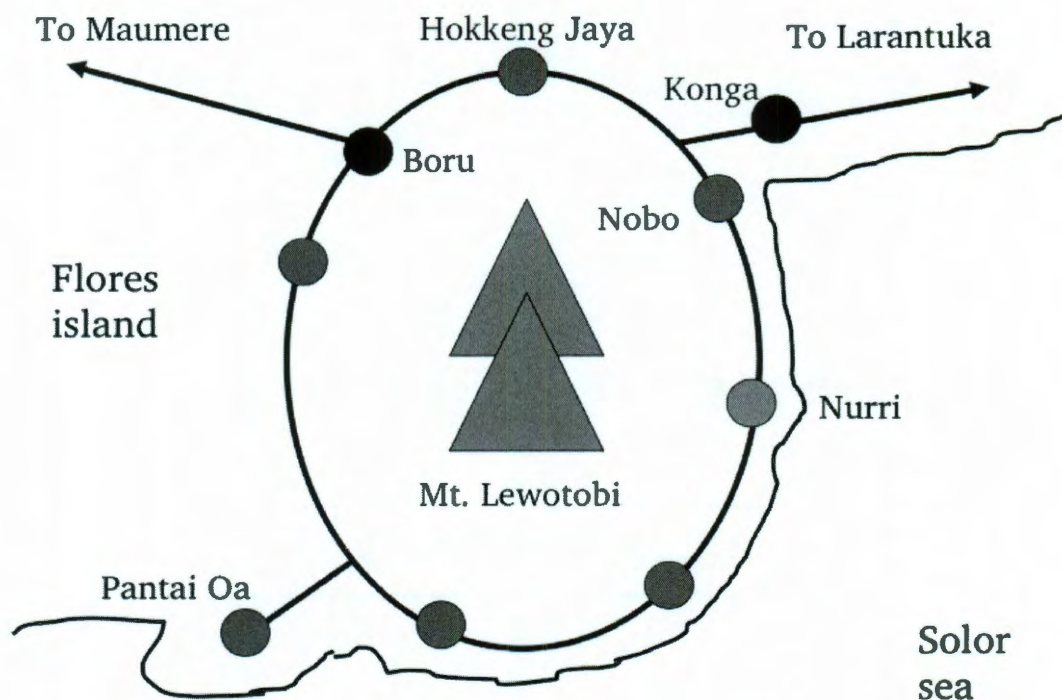 To Maumere
Hokkeng Jaya
To Larantuka
Konga
Boru
Nobo
Flores
island
Nurri
Mt. Lewotobi
Pantai Oa
Solor
sea